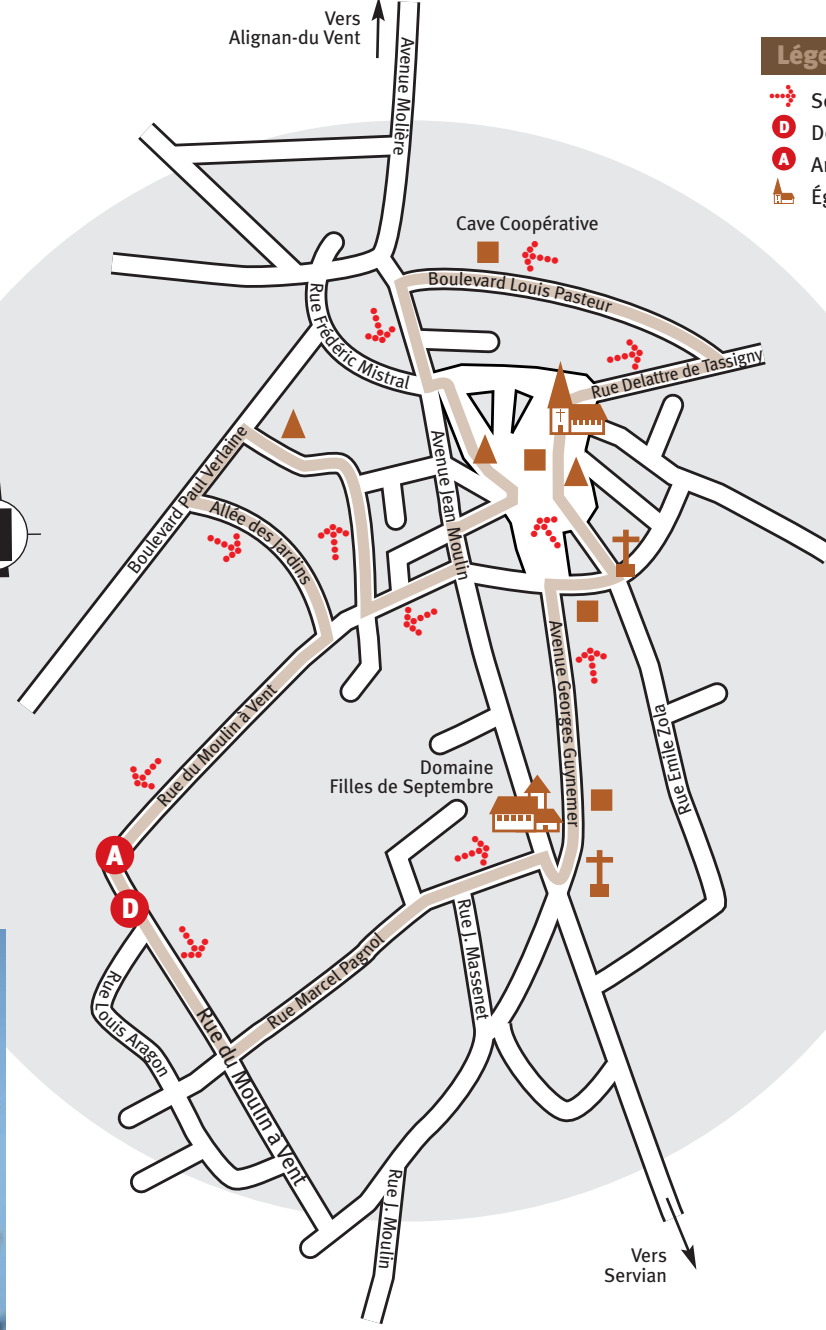 Vers
Alignan-du Vent
Avenue Molière
Cave Coopérative
Boulevard Louis Pasteur
Rue Frédéric Mistral
Rue Delattre de Tassigny
Boulevard Paul Verlaine
Avenue Jean Moulin
Allée des Jardins
Avenue Georges Guynemer
Rue du Moulin à Vent
Rue Emile Zola
Domaine
Filles de Septembre
A
D
Rue J. Massenet
Rue Marcel Pagnol
Rue Louis Aragon
Rue du Moulin à Vent
Rue J. Moulin
Vers
Servian
D
A